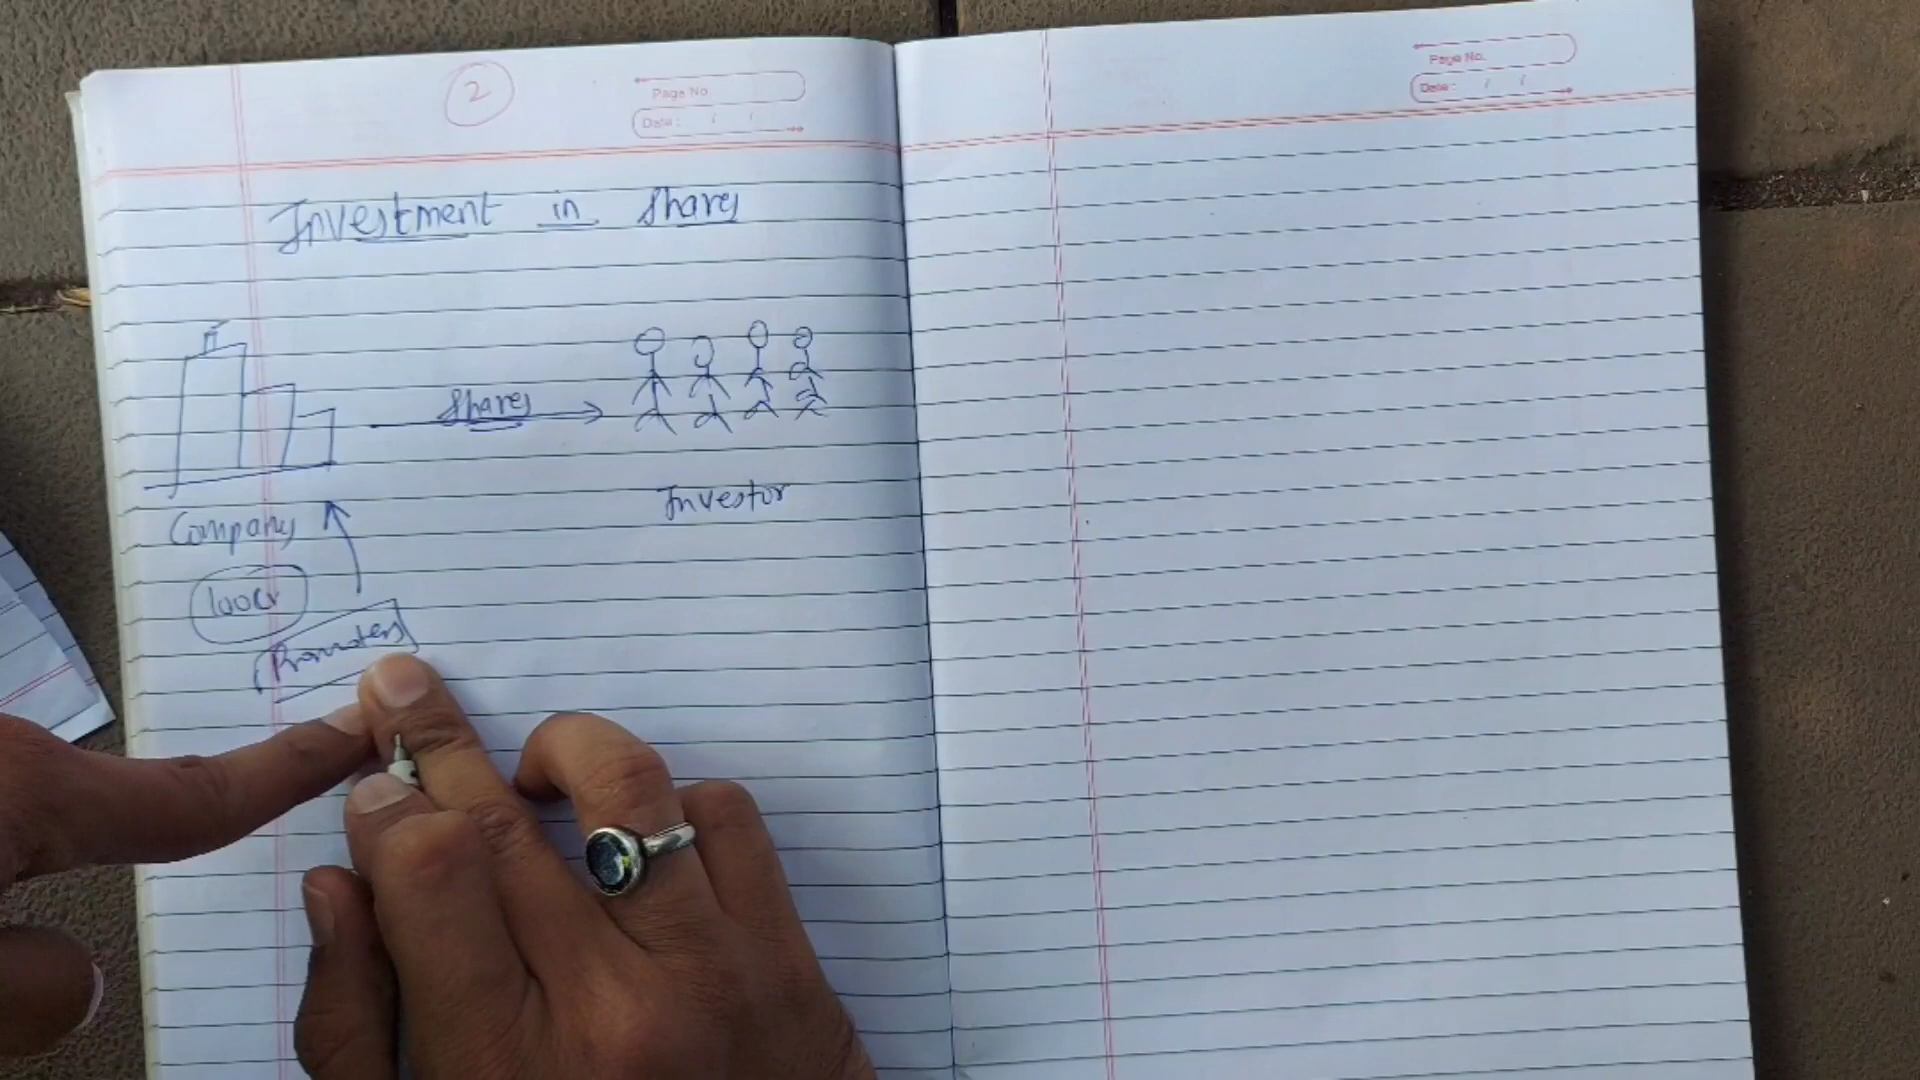 2
Page No.
Date : / /
Page No.
Date : / /
Investment in Shares
Shares
Investor
Company
100cr
Promoters